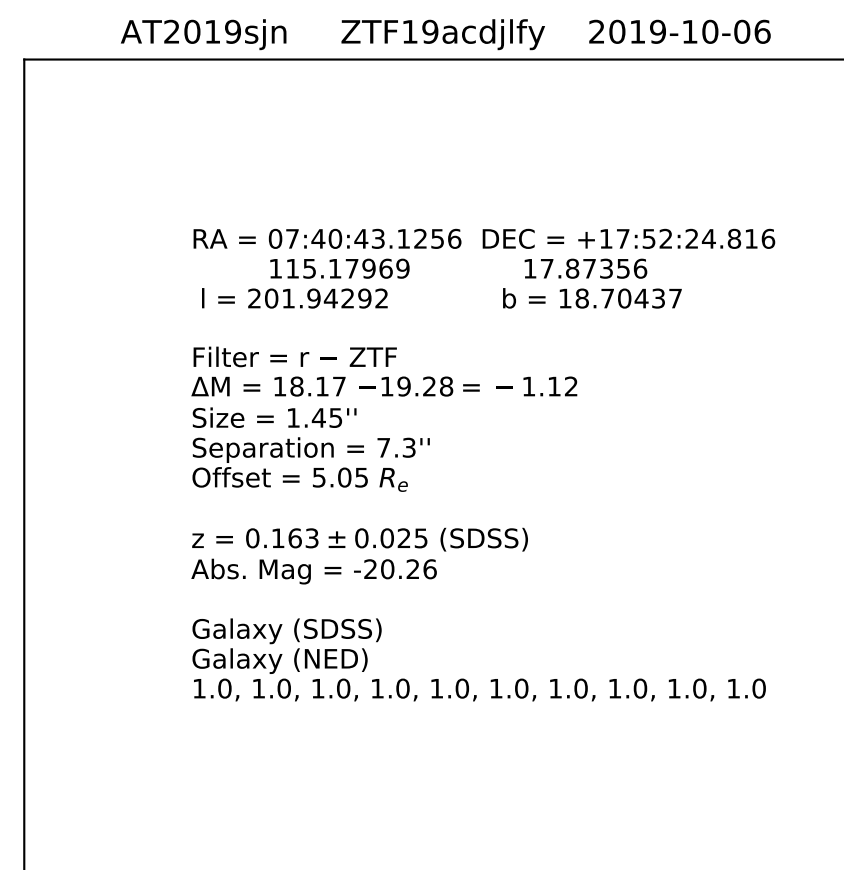 AT2019sjn ZTF19acdjlfy 2019-10-06
RA = 07:40:43.1256 DEC = +17:52:24.816
115.17969 17.87356
l = 201.94292 b = 18.70437
Filter = r − ZTF
ΔM = 18.17 −19.28 = − 1.12
Size = 1.45''
Separation = 7.3''
Offset = 5.05 Rₑ
z = 0.163 ± 0.025 (SDSS)
Abs. Mag = -20.26
Galaxy (SDSS)
Galaxy (NED)
1.0, 1.0, 1.0, 1.0, 1.0, 1.0, 1.0, 1.0, 1.0, 1.0